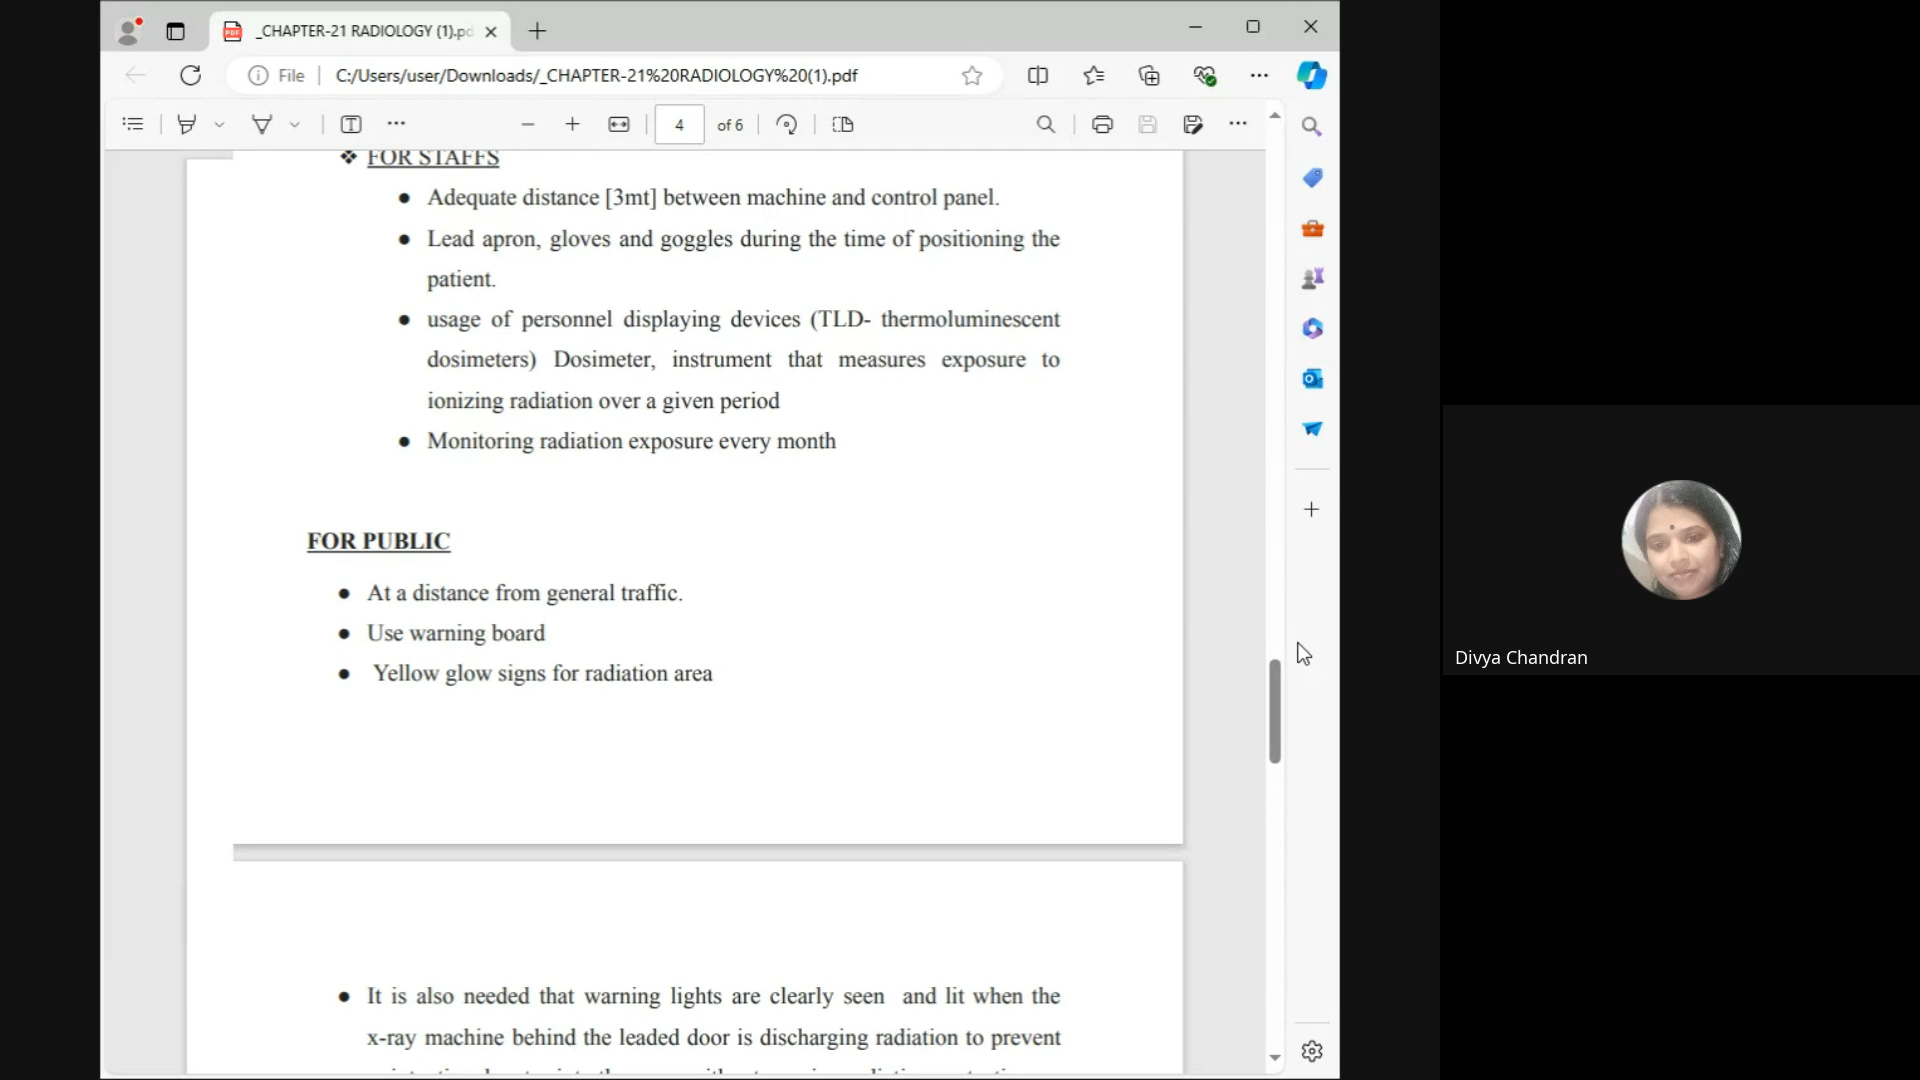 _CHAPTER-21 RADIOLOGY (1).pd
File
C:/Users/user/Downloads/_CHAPTER-21%20RADIOLOGY%20(1).pdf
4 of 6
❖ FOR STAFFS
● Adequate distance [3mt] between machine and control panel.
● Lead apron, gloves and goggles during the time of positioning the
patient.
● usage of personnel displaying devices (TLD- thermoluminescent
dosimeters) Dosimeter, instrument that measures exposure to
ionizing radiation over a given period
● Monitoring radiation exposure every month
FOR PUBLIC
● At a distance from general traffic.
● Use warning board
● Yellow glow signs for radiation area
● It is also needed that warning lights are clearly seen and lit when the
x-ray machine behind the leaded door is discharging radiation to prevent
Divya Chandran